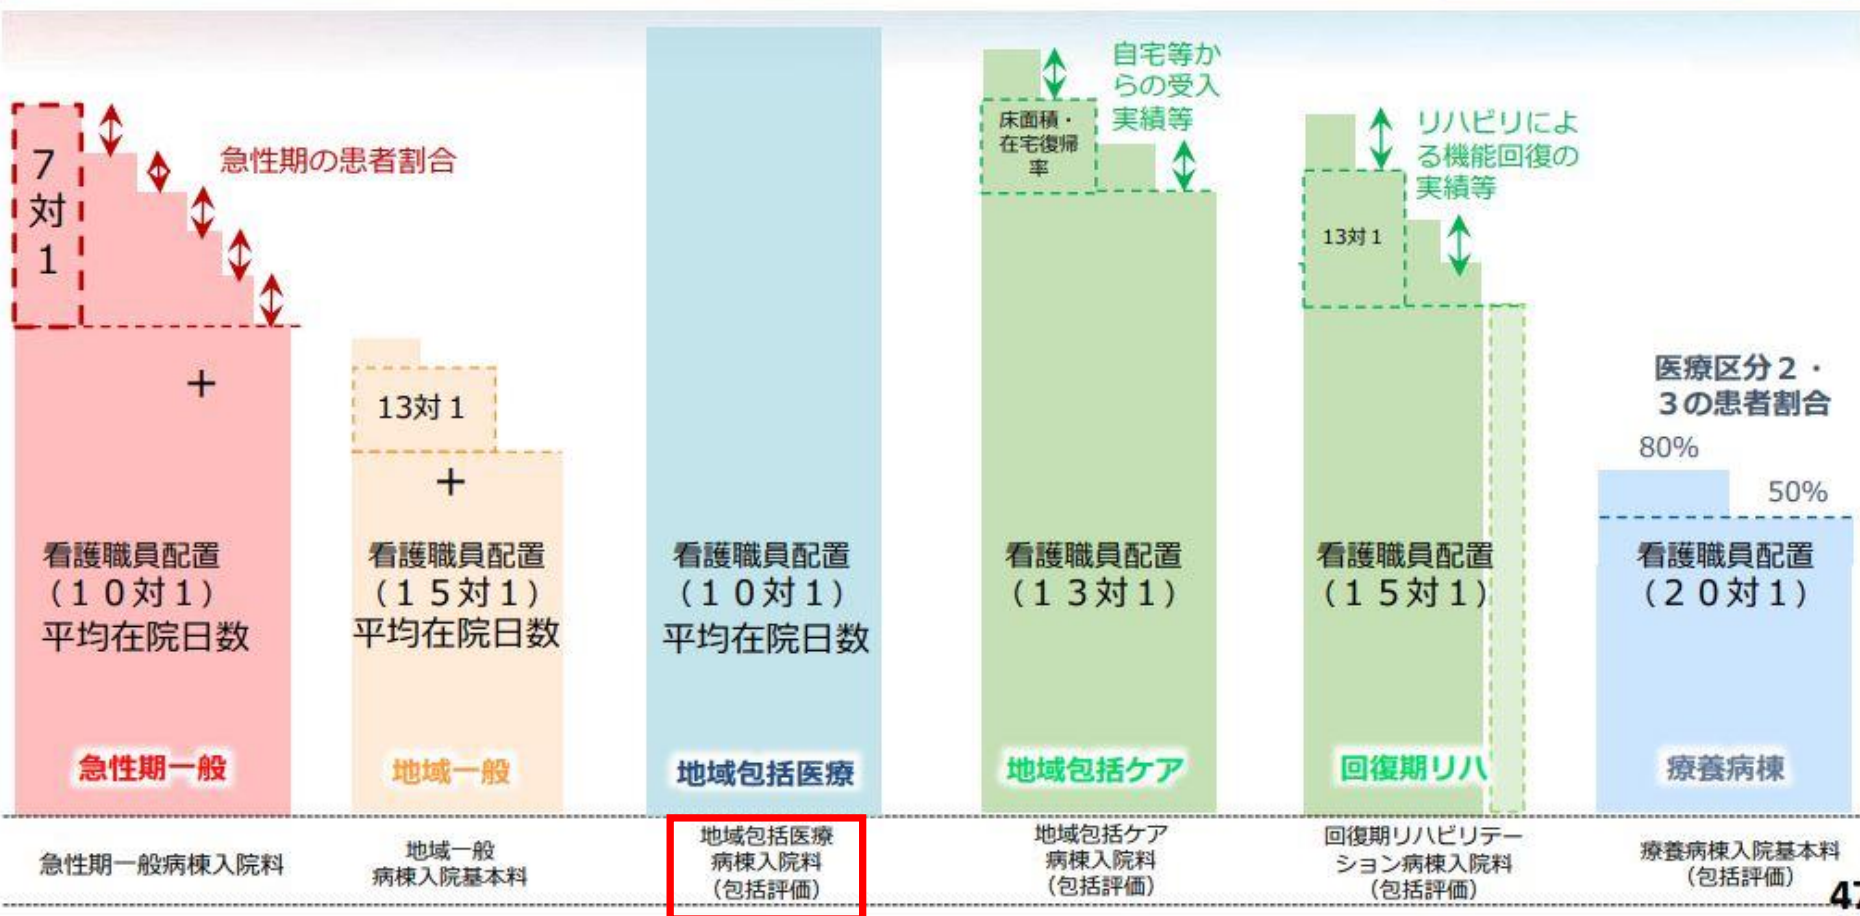 7
対
1
急性期の患者割合
+
看護職員配置
（１０対１）
平均在院日数
急性期一般
13対１
+
看護職員配置
（１５対１）
平均在院日数
地域一般
看護職員配置
（１０対１）
平均在院日数
地域包括医療
自宅等か
らの受入
実績等
床面積・
在宅復帰
率
看護職員配置
（１３対１）
地域包括ケア
リハビリによ
る機能回復の
実績等
13対１
看護職員配置
（１５対１）
回復期リハ
医療区分２・
３の患者割合
80%
50%
看護職員配置
（２０対１）
療養病棟
急性期一般病棟入院料
地域一般
病棟入院基本料
地域包括医療
病棟入院料
（包括評価）
地域包括ケア
病棟入院料
（包括評価）
回復期リハビリテー
ション病棟入院料
（包括評価）
療養病棟入院基本料
（包括評価）
47